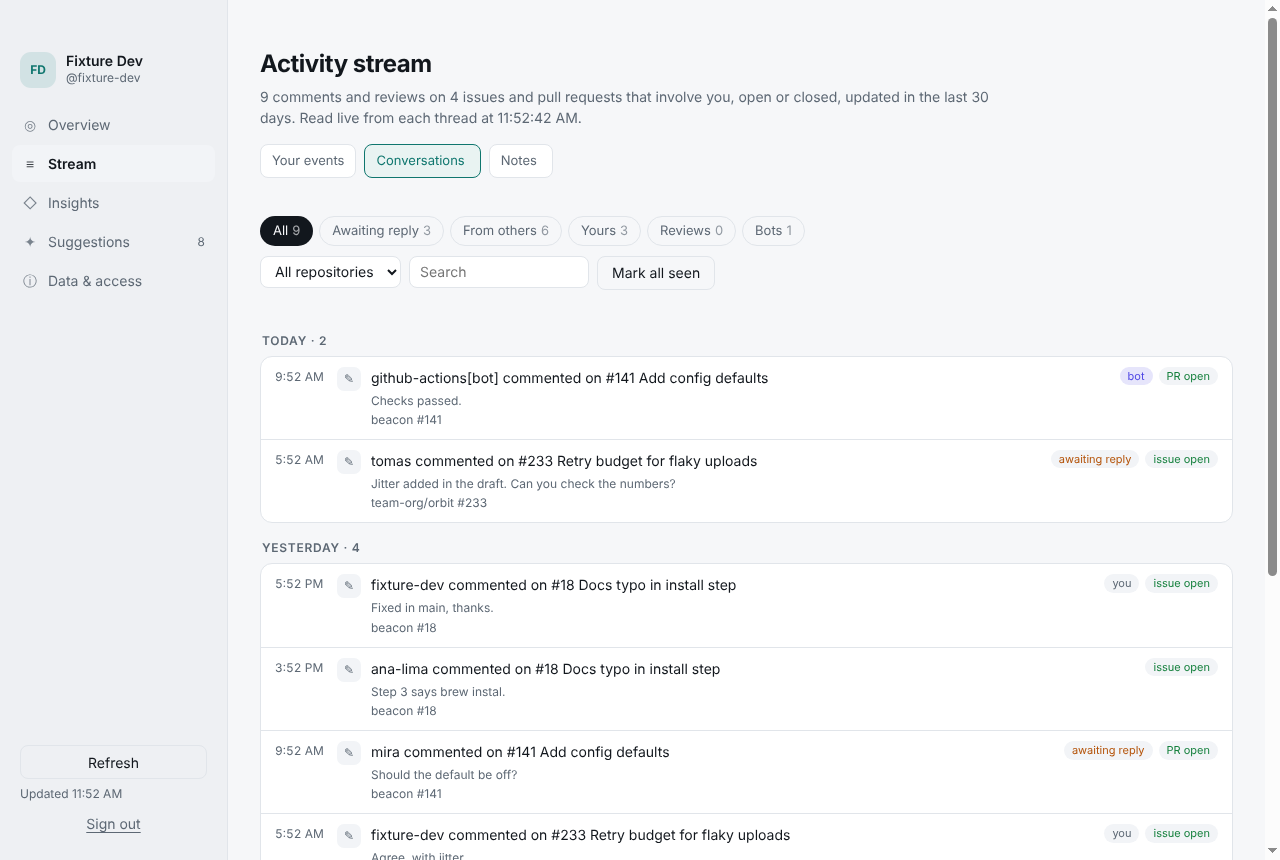 FD
Fixture Dev
@fixture-dev
Overview
Stream
Insights
Suggestions 8
Data & access
Refresh
Updated 11:52 AM
Sign out
Activity stream
9 comments and reviews on 4 issues and pull requests that involve you, open or closed, updated in the last 30
days. Read live from each thread at 11:52:42 AM.
Your events Conversations Notes
All 9 Awaiting reply 3 From others 6 Yours 3 Reviews 0 Bots 1
All repositories Search Mark all seen
TODAY · 2
9:52 AM github-actions[bot] commented on #141 Add config defaults bot PR open
Checks passed.
beacon #141
5:52 AM tomas commented on #233 Retry budget for flaky uploads awaiting reply issue open
Jitter added in the draft. Can you check the numbers?
team-org/orbit #233
YESTERDAY · 4
5:52 PM fixture-dev commented on #18 Docs typo in install step you issue open
Fixed in main, thanks.
beacon #18
3:52 PM ana-lima commented on #18 Docs typo in install step issue open
Step 3 says brew instal.
beacon #18
9:52 AM mira commented on #141 Add config defaults awaiting reply PR open
Should the default be off?
beacon #141
5:52 AM fixture-dev commented on #233 Retry budget for flaky uploads you issue open
Agree, with jitter